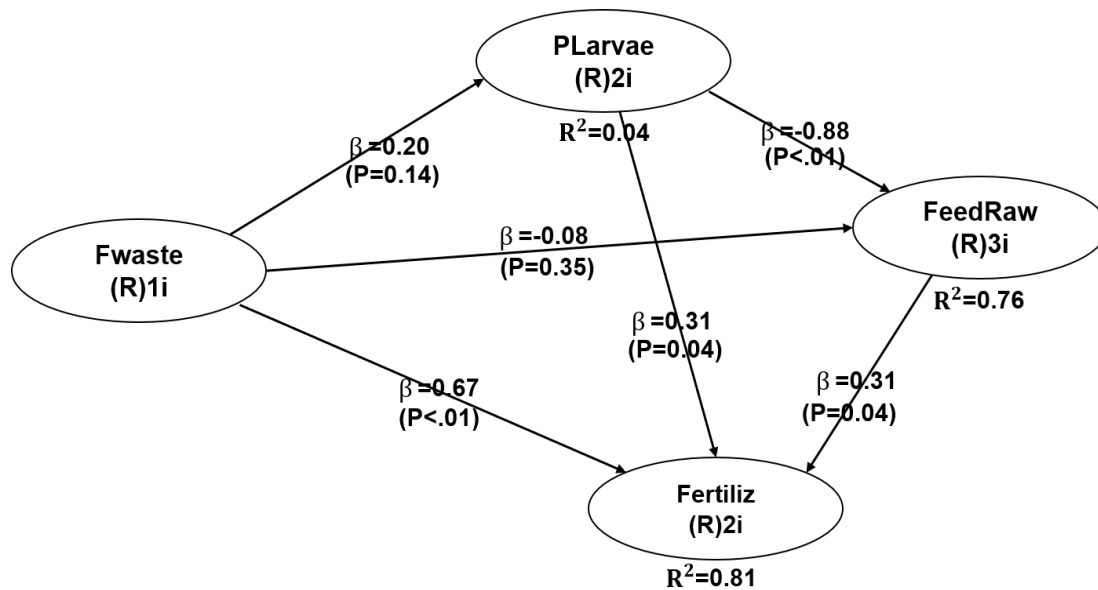 PLarvae
(R)2i
R²=0.04
β=0.20
(P=0.14)
β=-0.88
(P<.01)
Fwaste
(R)1i
β=-0.08
(P=0.35)
FeedRaw
(R)3i
R²=0.76
β=0.31
(P=0.04)
β=0.67
(P<.01)
β=0.31
(P=0.04)
Fertiliz
(R)2i
R²=0.81